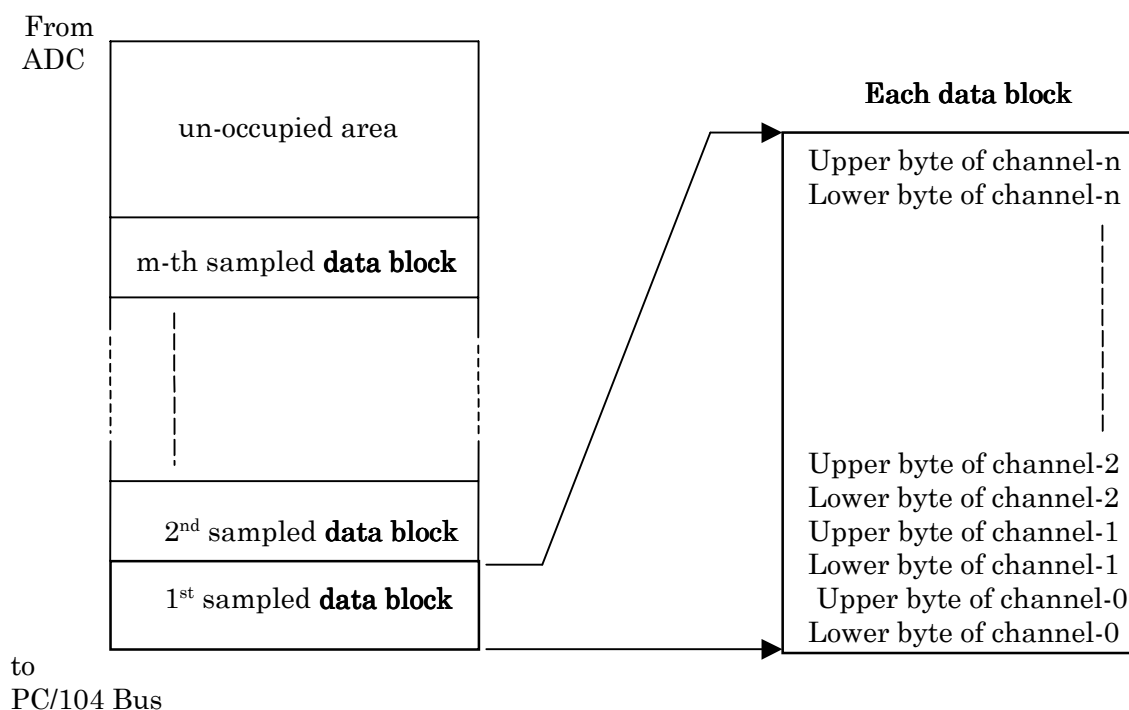 From
ADC
un-occupied area
m-th sampled data block
2nd sampled data block
1st sampled data block
to
PC/104 Bus
Each data block
Upper byte of channel-n
Lower byte of channel-n
Upper byte of channel-2
Lower byte of channel-2
Upper byte of channel-1
Lower byte of channel-1
Upper byte of channel-0
Lower byte of channel-0